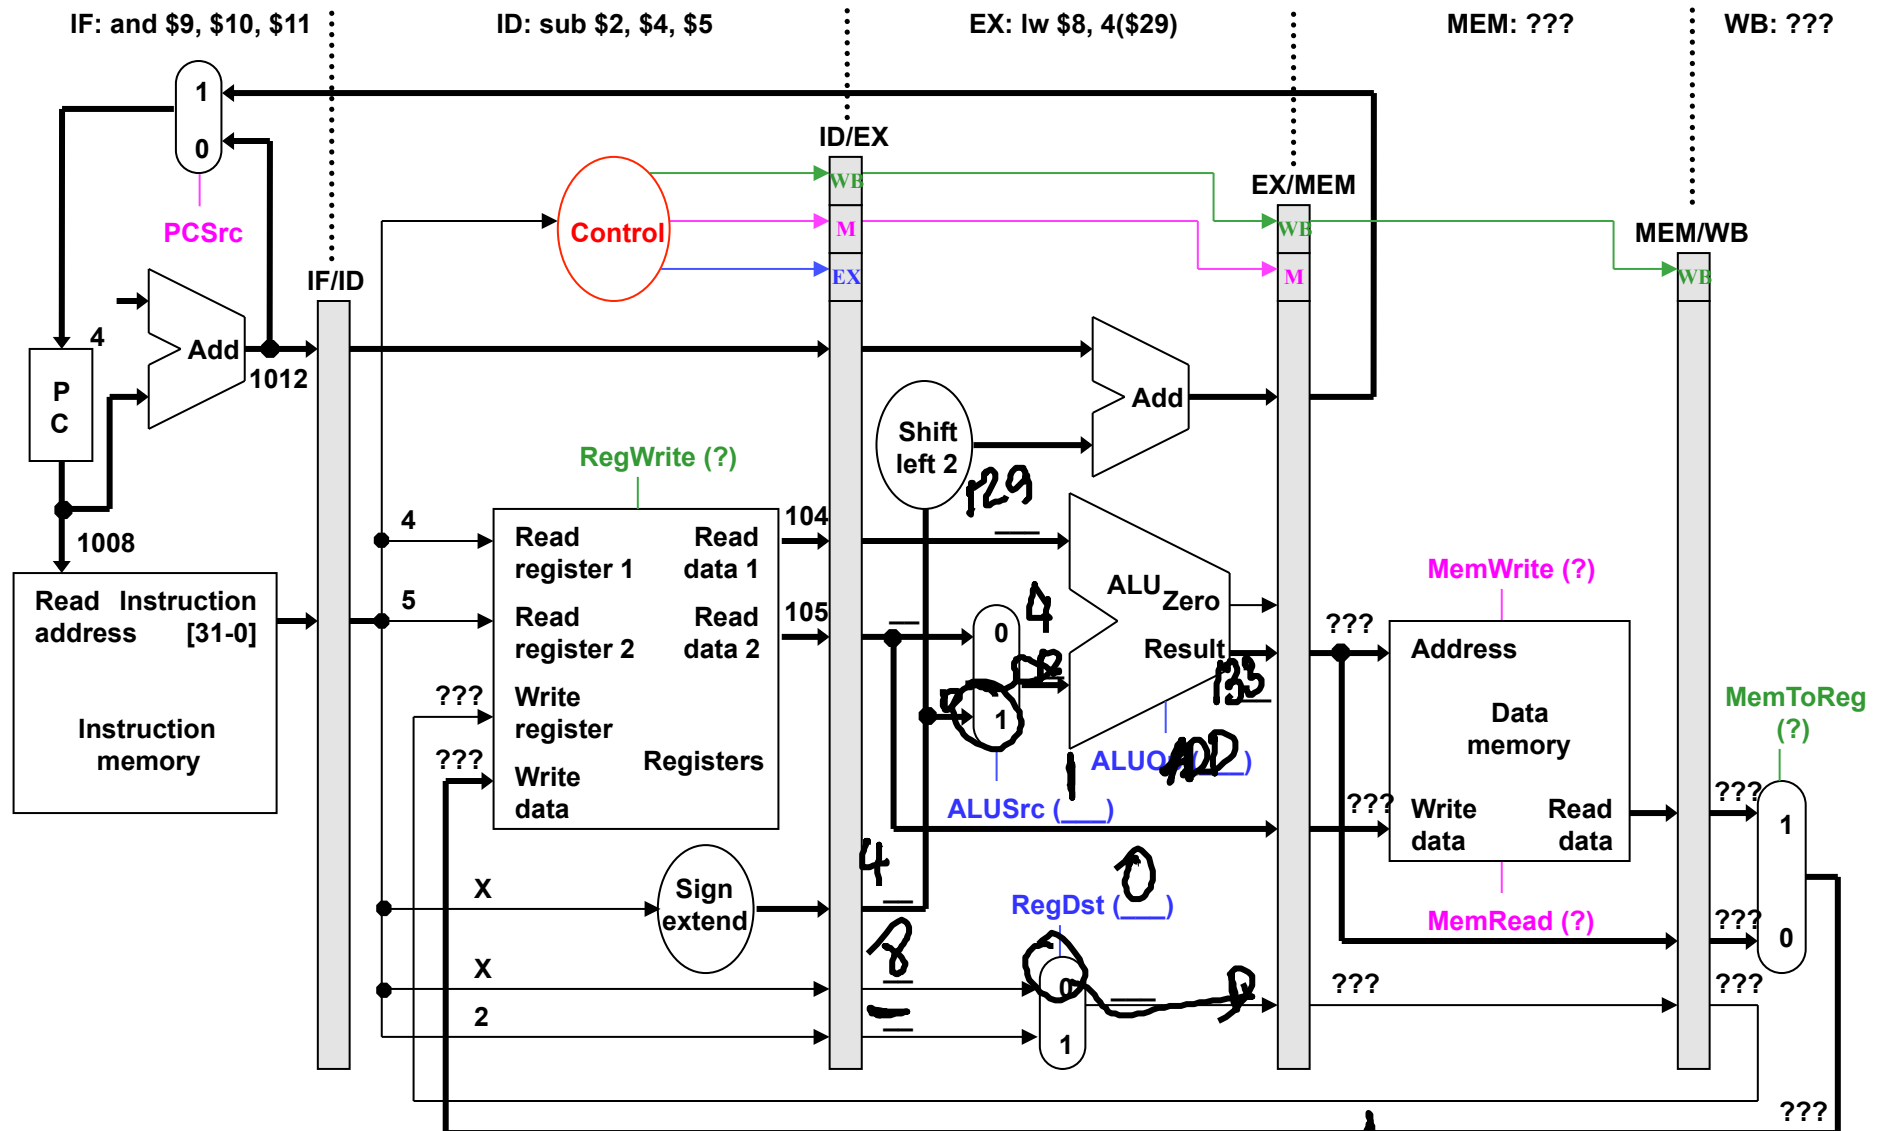 IF: and $9, $10, $11
ID: sub $2, $4, $5
EX: lw $8, 4($29)
MEM: ???
WB: ???
1
0
PCSrc
ID/EX
WB
M
EX
Control
EX/MEM
WB
M
MEM/WB
WB
IF/ID
4
Add
1012
P
C
1008
Add
Shift
left 2
129
RegWrite (?)
4
5
???
???
Read
register 1
Read
data 1
Read
register 2
Read
data 2
Write
register
Write
data
Registers
104
105
Read
address
Instruction
[31-0]
Instruction
memory
0
1
4
ALU
Zero
Result
133
ALUSrc (___)
1
ADD
MemWrite (?)
???
Address
Data
memory
???
Write
data
Read
data
MemRead (?)
MemToReg
(?)
???
1
???
0
X
Sign
extend
4
RegDst (___)
0
X
8
2
—
0
1
8
???
???
???